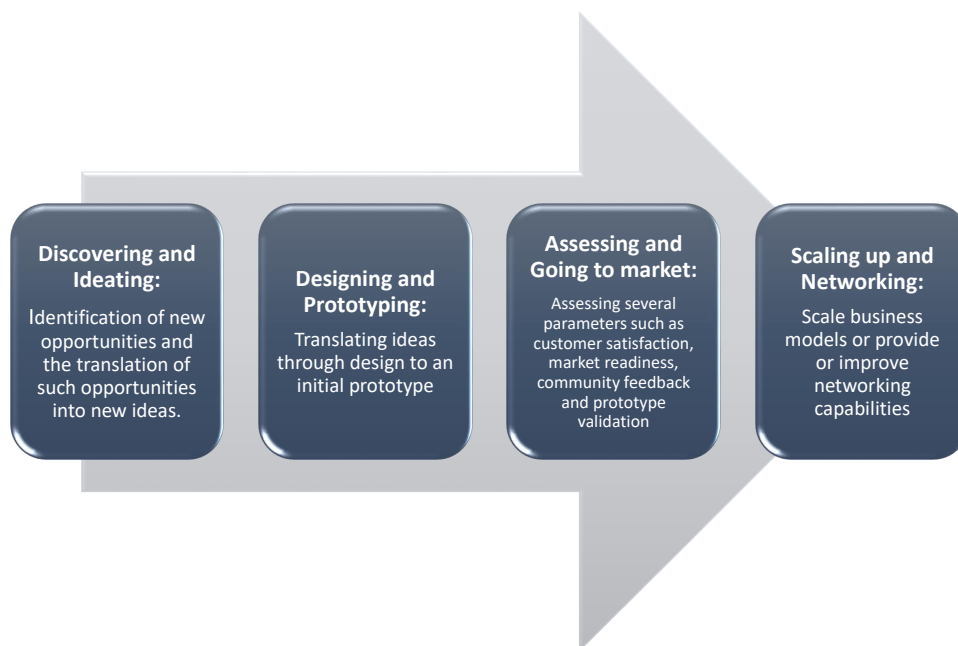 Discovering and
Ideating:
Identification of new
opportunities and
the translation of
such opportunities
into new ideas.
Designing and
Prototyping:
Translating ideas
through design to an
initial prototype
Assessing and
Going to market:
Assessing several
parameters such as
customer satisfaction,
market readiness,
community feedback
and prototype
validation
Scaling up and
Networking:
Scale business
models or provide
or improve
networking
capabilities